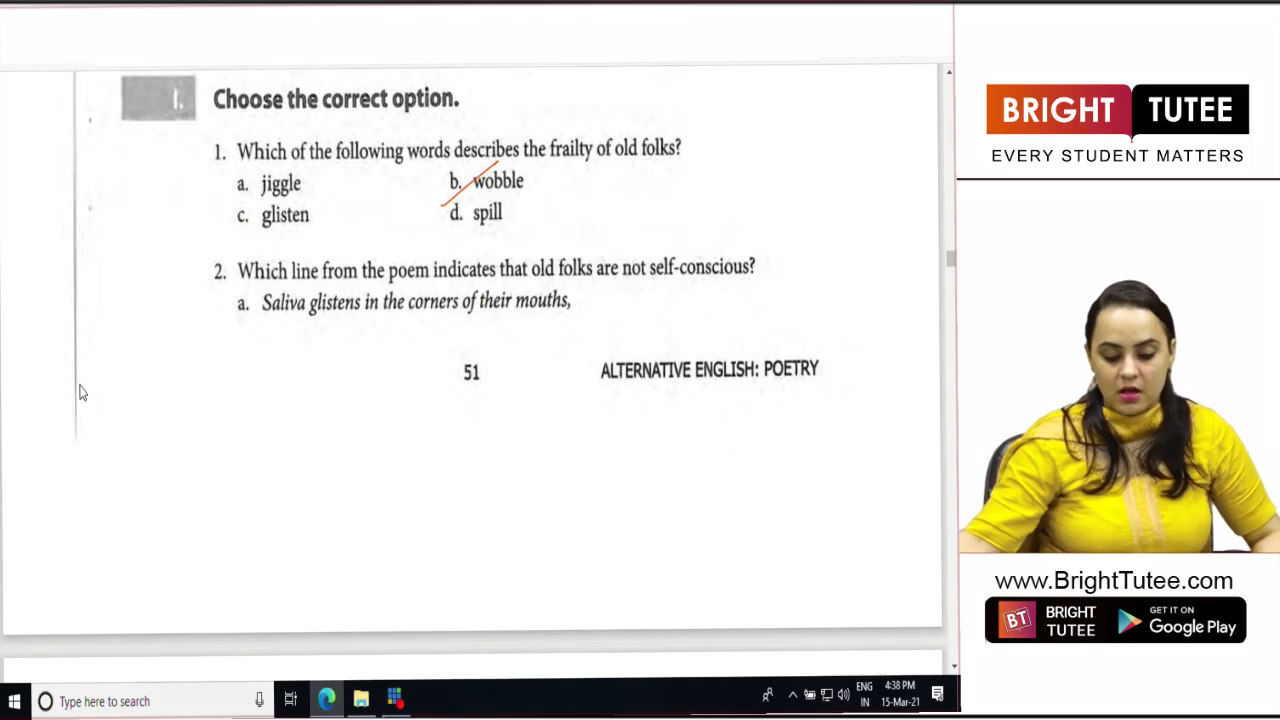 I. Choose the correct option.
1. Which of the following words describes the frailty of old folks?
a. jiggle b. wobble
c. glisten d. spill
2. Which line from the poem indicates that old folks are not self-conscious?
a. Saliva glistens in the corners of their mouths,
51 ALTERNATIVE ENGLISH: POETRY
BRIGHT TUTEE
EVERY STUDENT MATTERS
www.BrightTutee.com
BT BRIGHT TUTEE
GET IT ON
Google Play
Type here to search
ENG
IN
4:38 PM
15-Mar-21